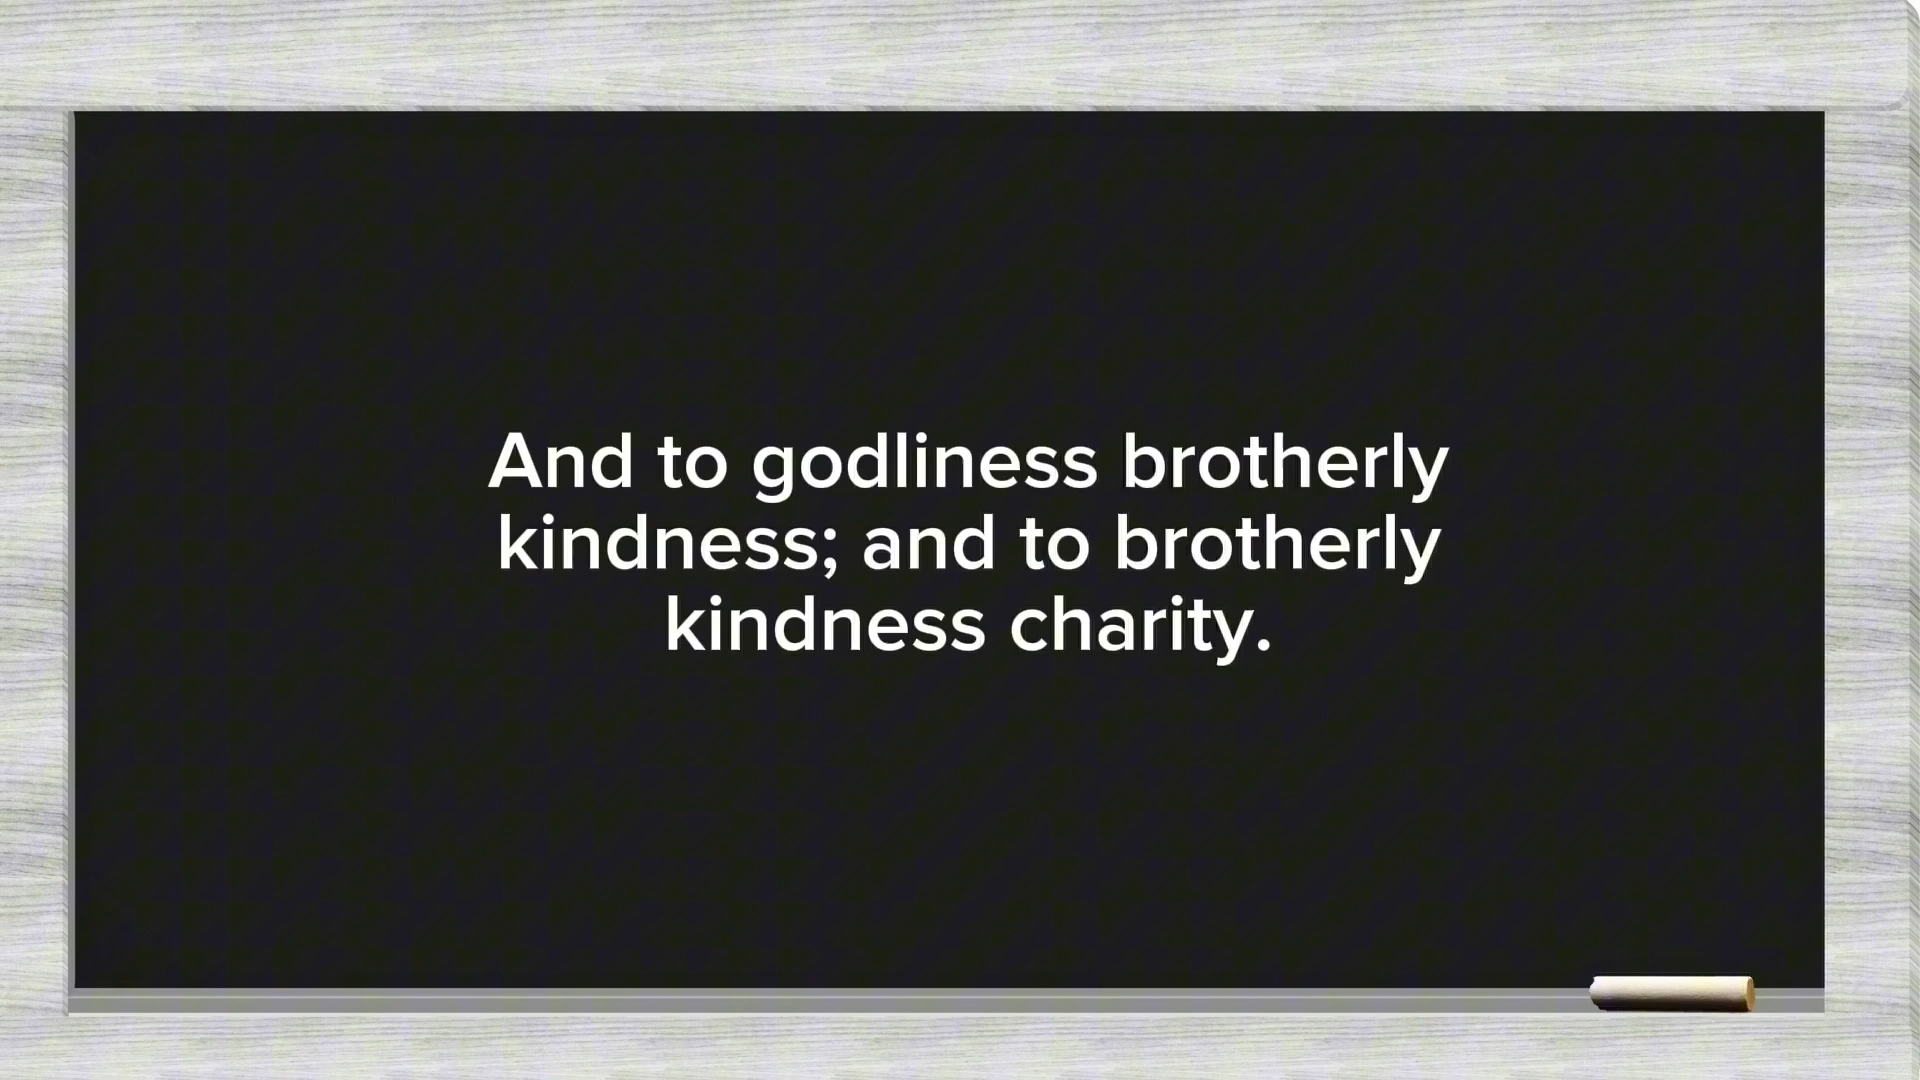 And to godliness brotherly
kindness; and to brotherly
kindness charity.